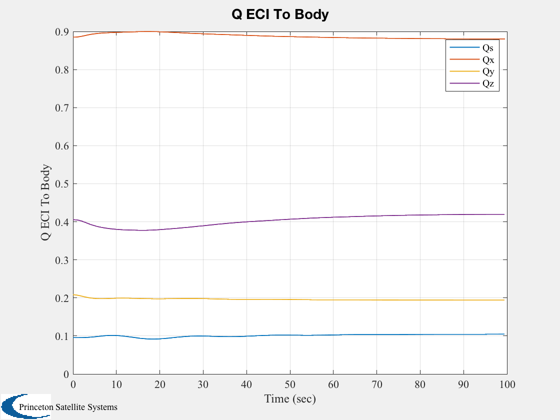 Q ECI To Body
0.9
0.8
0.7
0.6
0.5
0.4
0.3
0.2
0.1
0
Q ECI To Body
Qs
Qx
Qy
Qz
0 10 20 30 40 50 60 70 80 90 100
Time (sec)
Princeton Satellite Systems